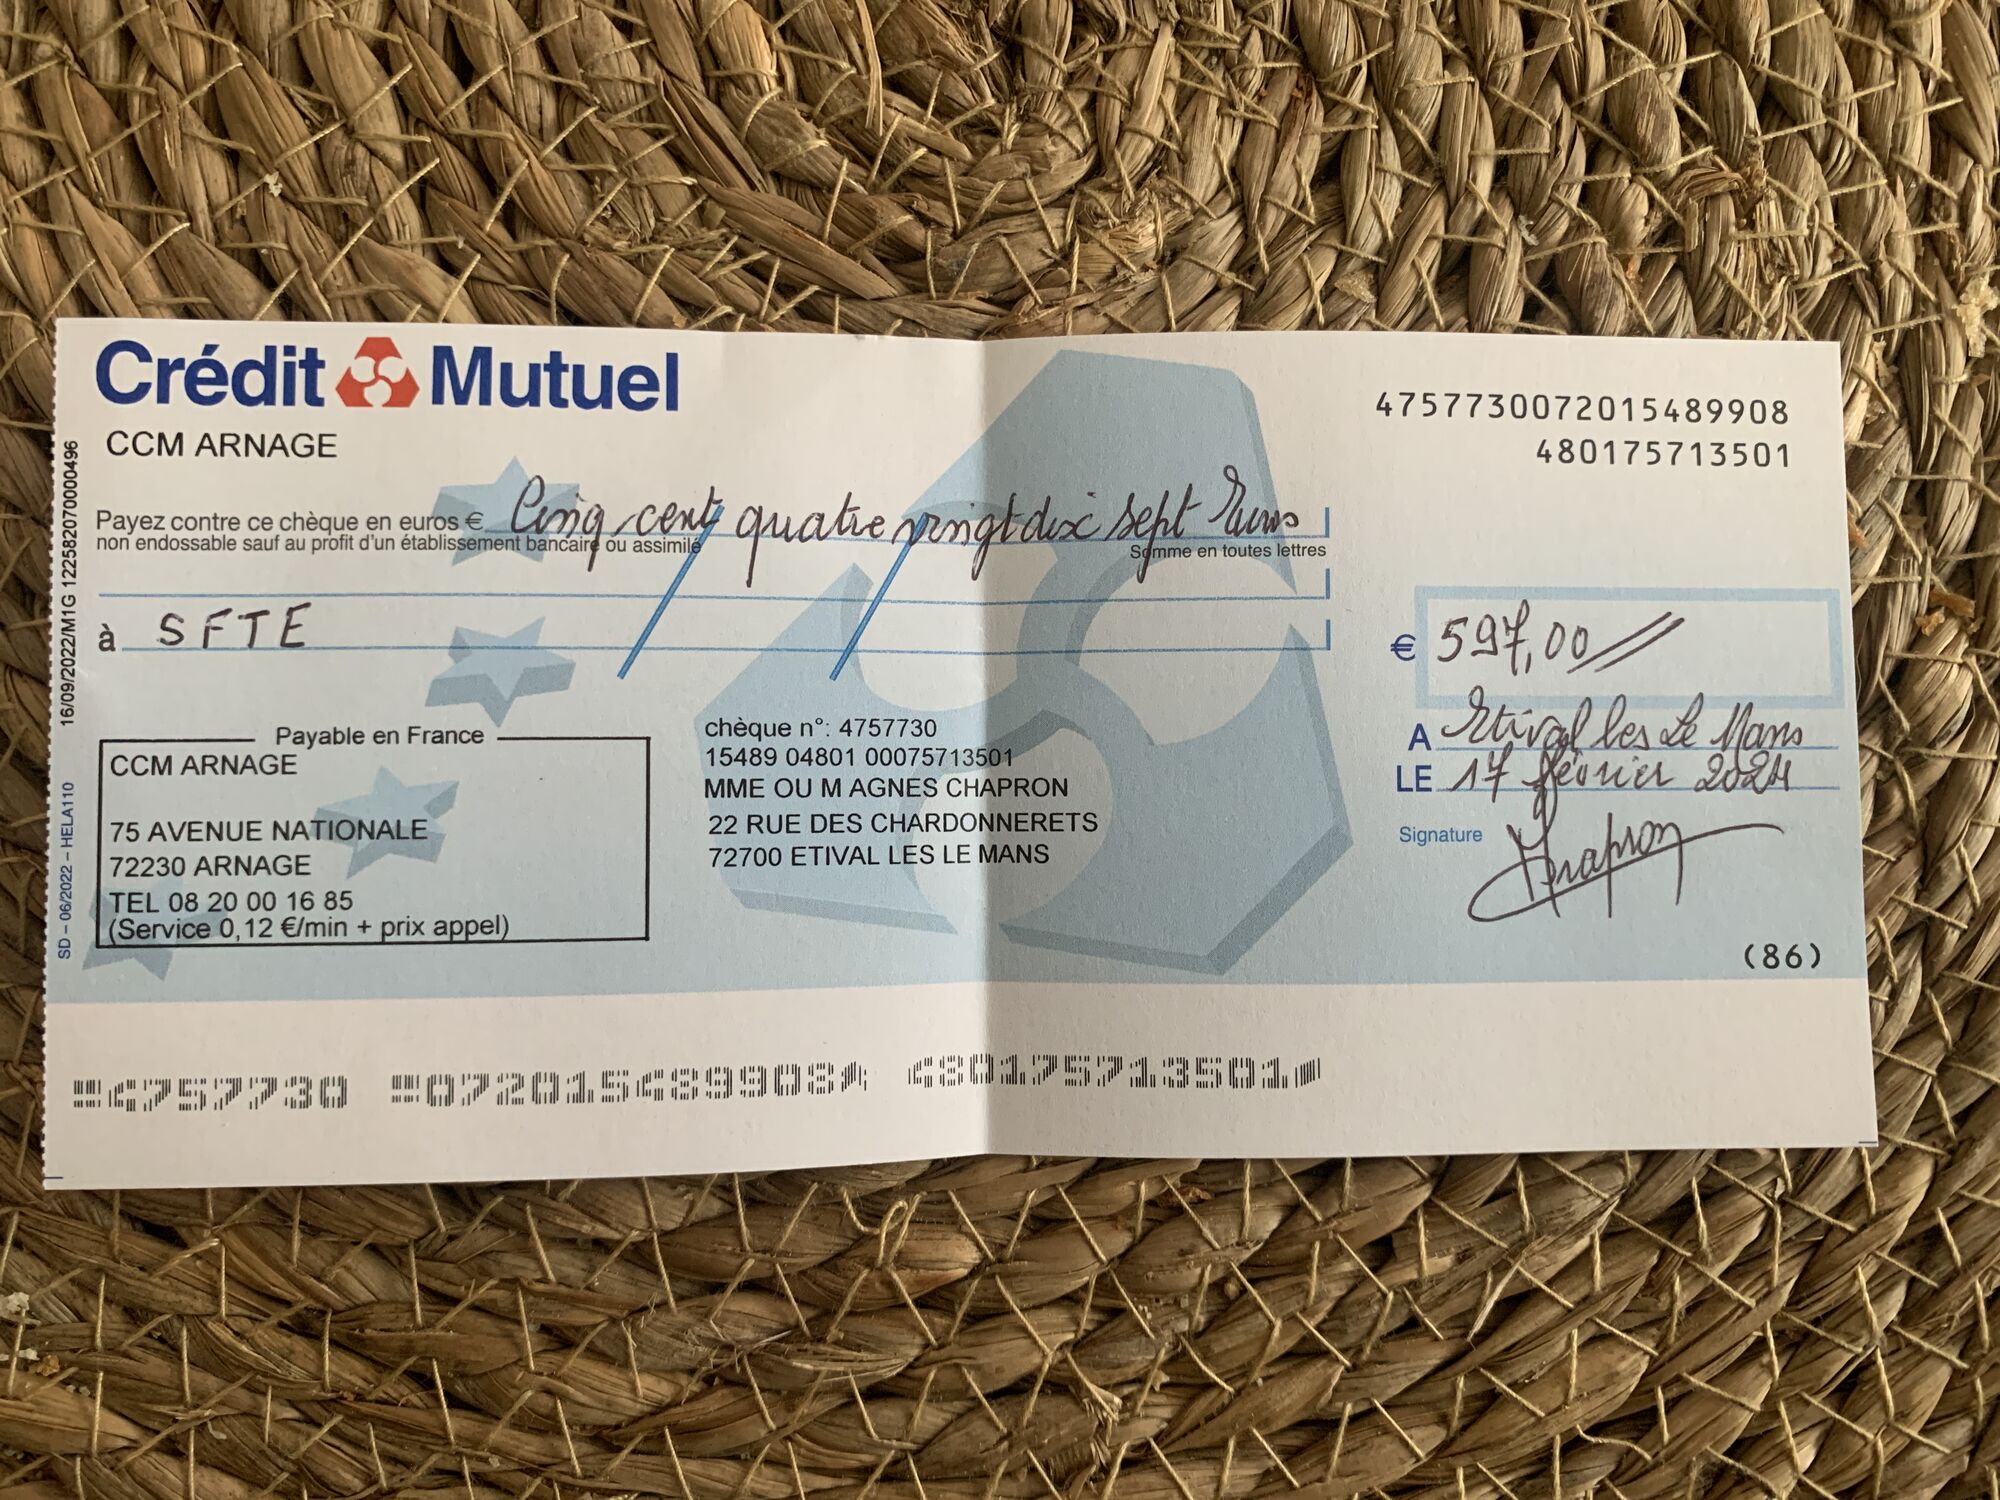 Crédit Mutuel
CCM ARNAGE
47577300072015489908
480175713501
Payez contre ce chèque en euros € Cinq cent quatre vingt dix sept Euros
non endossable sauf au profit d'un établissement bancaire ou assimilé
Somme en toutes lettres
à SFTE
€ 597,00
A Etival les Le Mans
LE 17 février 2024
Signature
Chapron
Payable en France
CCM ARNAGE
75 AVENUE NATIONALE
72230 ARNAGE
TEL 08 20 00 16 85
(Service 0,12 €/min + prix appel)
chèque n°: 4757730
15489 04801 00075713501
MME OU M AGNES CHAPRON
22 RUE DES CHARDONNERETS
72700 ETIVAL LES LE MANS
(86)
SD – 06/2022 – HELA110
16/09/2022/M1G 122582070000496
4757730 072015489908 480175713501